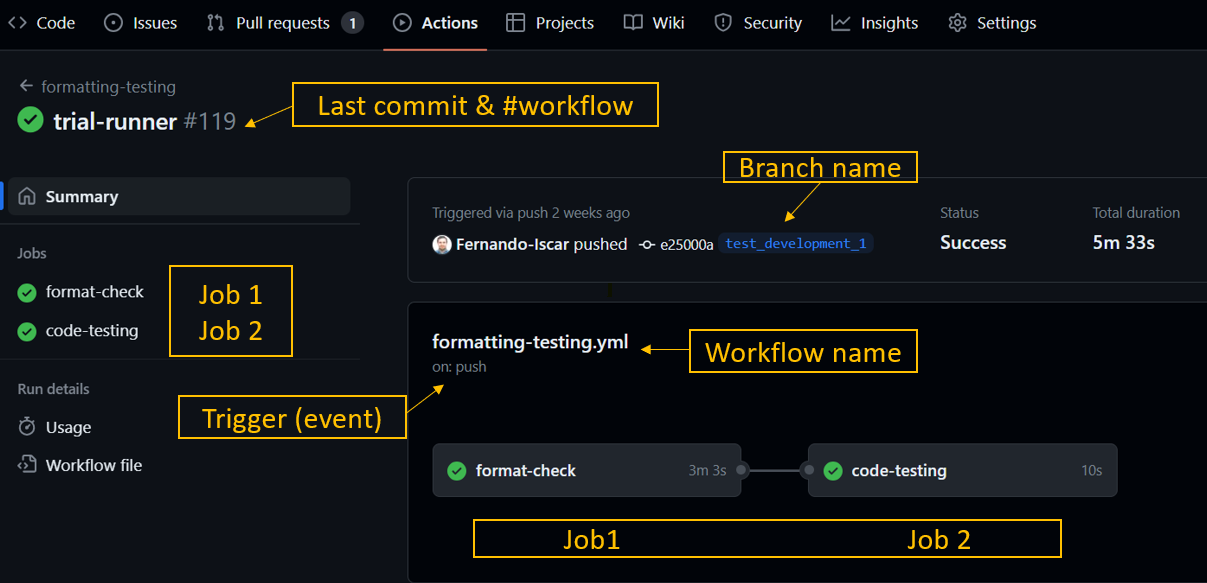 Code Issues Pull requests 1 Actions Projects Wiki Security Insights Settings
formatting-testing
trial-runner #119
Last commit & #workflow
Branch name
Summary
Triggered via push 2 weeks ago
Status
Total duration
Fernando-Iscar pushed e25000a test_development_1
Success
5m 33s
Jobs
format-check
Job 1
code-testing
Job 2
formatting-testing.yml
Workflow name
on: push
Run details
Trigger (event)
Usage
Workflow file
format-check 3m 3s
code-testing 10s
Job1
Job 2